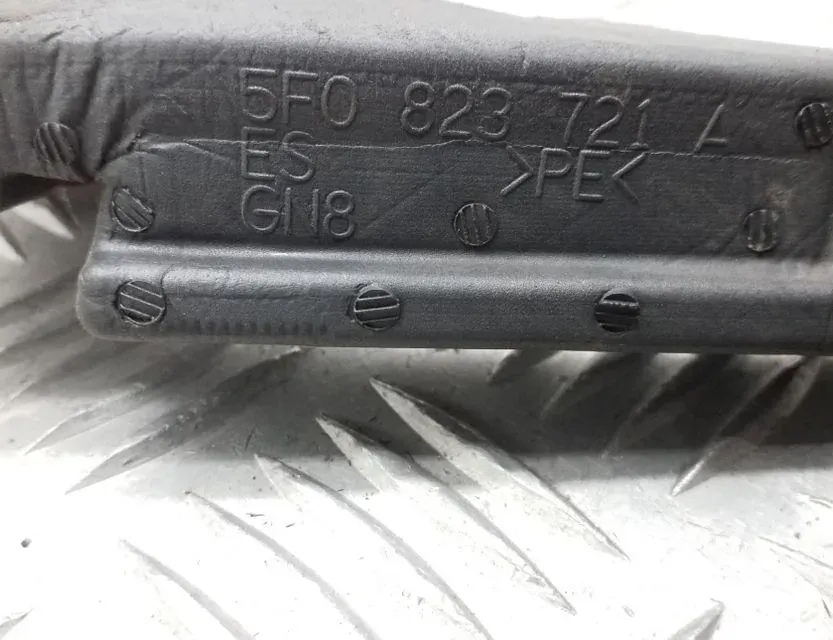 5F0 823 721 A
ES >PE<
GN8